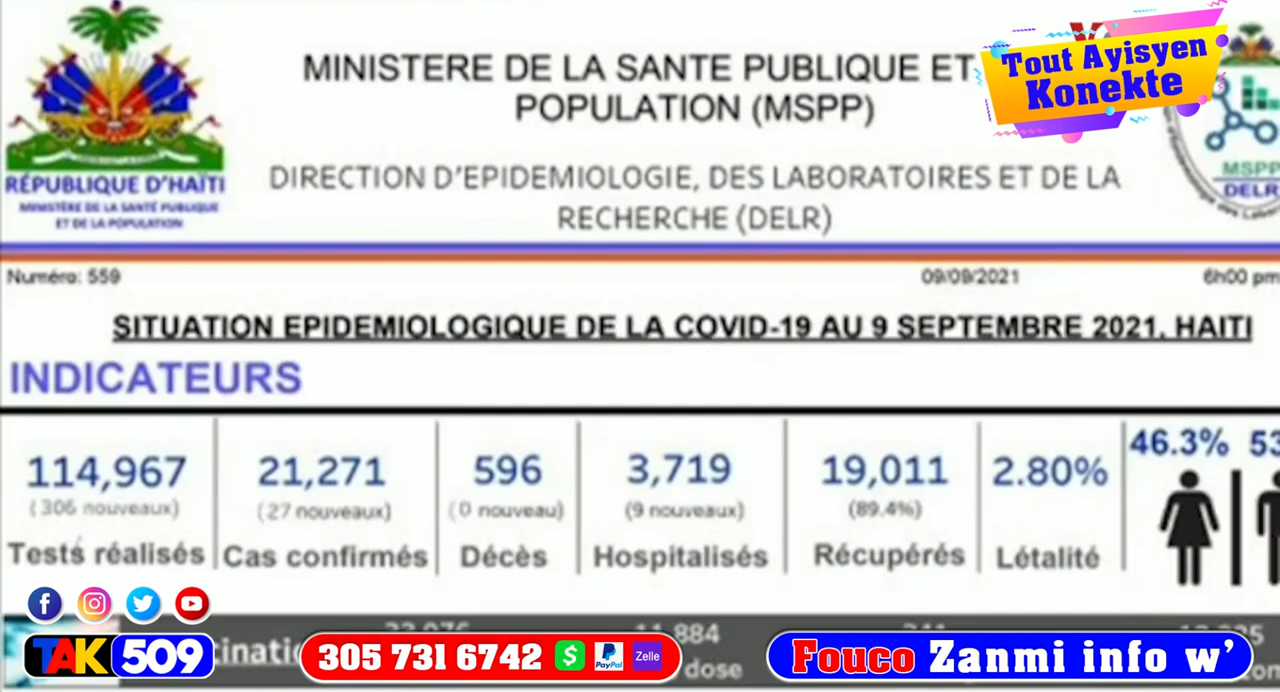 MINISTERE DE LA SANTE PUBLIQUE ET
POPULATION (MSPP)
Tout Ayisyen
Konekte
DIRECTION D'EPIDEMIOLOGIE, DES LABORATOIRES ET DE LA
RECHERCHE (DELR)
RÉPUBLIQUE D'HAÏTI
MINISTÈRE DE LA SANTÉ PUBLIQUE
ET DE LA POPULATION
MSPP
DELR
Numéro: 559 09/09/2021 6h00 pm
SITUATION EPIDEMIOLOGIQUE DE LA COVID-19 AU 9 SEPTEMBRE 2021, HAITI
INDICATEURS
114,967 21,271 596 3,719 19,011 2.80% 46.3% 53
(306 nouveaux) (27 nouveaux) (0 nouveau) (9 nouveaux) (89.4%)
Tests réalisés Cas confirmés Décès Hospitalisés Récupérés Létalité
dose
TAK 509 305 731 6742 $ PayPal Zelle Fouco Zanmi info w'